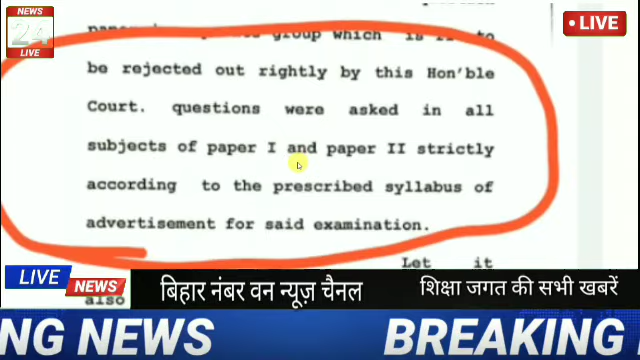 NEWS
24
LIVE
LIVE
group which is
be rejected out rightly by this Hon'ble
Court. questions were asked in all
subjects of paper I and paper II strictly
according to the prescribed syllabus of
advertisement for said examination.
Let it
also
LIVE NEWS
बिहार नंबर वन न्यूज़ चैनल
शिक्षा जगत की सभी खबरें
NG NEWS BREAKING